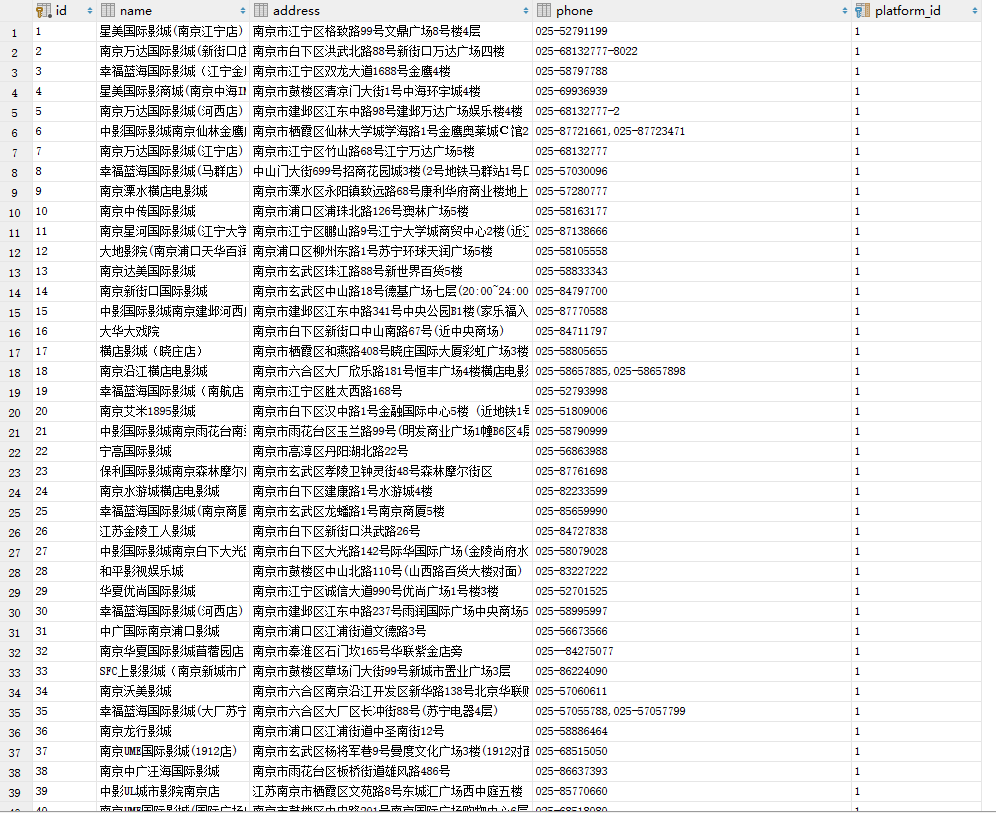 id name address phone platform_id
1 1 星美国际影城(南京江宁店) 南京市江宁区格致路99号文鼎广场8号楼4层 025-52791199 1
2 2 南京万达国际影城(新街口店 南京市白下区洪武北路88号新街口万达广场四楼 025-68132777-8022 1
3 3 幸福蓝海国际影城（江宁金 南京市江宁区双龙大道1688号金鹰4楼 025-58797788 1
4 4 星美国际影商城(南京中海IM 南京市鼓楼区清凉门大街1号中海环宇城4楼 025-69936939 1
5 5 南京万达国际影城(河西店) 南京市建邺区江东中路98号建邺万达广场娱乐楼4楼 025-68132777-2 1
6 6 中影国际影城南京仙林金鹰 南京市栖霞区仙林大学城学海路1号金鹰奥莱城C馆2 025-87721661,025-87723471 1
7 7 南京万达国际影城(江宁店) 南京市江宁区竹山路68号江宁万达广场5楼 025-68132777 1
8 8 幸福蓝海国际影城(马群店) 中山门大街699号招商花园城3楼(2号地铁马群站1号口 025-57030096 1
9 9 南京溧水横店电影城 南京市溧水区永阳镇致远路68号康利华府商业楼地上 025-57280777 1
10 10 南京中传国际影城 南京市浦口区浦珠北路126号澳林广场5楼 025-58163177 1
11 11 南京星河国际影城(江宁大学 南京市江宁区鹏山路9号江宁大学城商贸中心2楼(近江 025-87138666 1
12 12 大地影院(南京浦口天华百润 南京浦口区柳州东路1号苏宁环球天润广场5楼 025-58105558 1
13 13 南京达美国际影城 南京市玄武区珠江路88号新世界百货5楼 025-58833343 1
14 14 南京新街口国际影城 南京市玄武区中山路18号德基广场七层(20:00~24:00 025-84797700 1
15 15 中影国际影城南京建邺河西 南京市建邺区江东中路341号中央公园B1楼(家乐福入 025-87770588 1
16 16 大华大戏院 南京市白下区新街口中山南路67号(近中央商场) 025-84711797 1
17 17 横店影城（晓庄店） 南京市栖霞区和燕路408号晓庄国际大厦彩虹广场3楼 025-58805655 1
18 18 南京沿江横店电影城 南京市六合区大厂欣乐路181号恒丰广场4楼横店电影 025-58657885,025-58657898 1
19 19 幸福蓝海国际影城（南航店 南京市江宁区胜太西路168号 025-52793998 1
20 20 南京艾米1895影城 南京市白下区汉中路1号金融国际中心5楼（近地铁1号 025-51809006 1
21 21 中影国际影城南京雨花台南 南京市雨花台区玉兰路99号(明发商业广场1幢B6区4层 025-58790999 1
22 22 宁高国际影城 南京市高淳区丹阳湖北路22号 025-56863988 1
23 23 保利国际影城南京森林摩尔 南京市玄武区孝陵卫钟灵街48号森林摩尔街区 025-87761698 1
24 24 南京水游城横店电影城 南京市白下区建康路1号水游城4楼 025-82233599 1
25 25 幸福蓝海国际影城(南京商厦 南京市玄武区龙蟠路1号南京商厦5楼 025-85659990 1
26 26 江苏金陵工人影城 南京市白下区新街口洪武路26号 025-84727838 1
27 27 中影国际影城南京白下大光 南京市白下区大光路142号际华国际广场(金陵尚府水 025-58079028 1
28 28 和平影视娱乐城 南京市鼓楼区中山北路110号(山西路百货大楼对面) 025-83227222 1
29 29 华夏优尚国际影城 南京市江宁区诚信大道990号优尚广场1号楼3楼 025-52701525 1
30 30 幸福蓝海国际影城(河西店) 南京市建邺区江东中路237号雨润国际广场中央商场5 025-58995997 1
31 31 中广国际南京浦口影城 南京市浦口区江浦街道文德路3号 025-56673566 1
32 32 南京华夏国际影城苜蓿园店 南京市秦淮区石门坎165号华联紫金店旁 025--84275077 1
33 33 SFC上影影城（南京新城市广 南京市鼓楼区草场门大街99号新城市置业广场3层 025-86224090 1
34 34 南京沃美影城 南京市六合区南京沿江开发区新华路138号北京华联购 025-57060611 1
35 35 幸福蓝海国际影城(大厂苏宁 南京市六合区大厂区长冲街88号(苏宁电器4层) 025-57055788,025-57057799 1
36 36 南京龙行影城 南京市浦口区江浦街道中圣南街12号 025-58886464 1
37 37 南京UME国际影城(1912店) 南京市玄武区杨将军巷9号曼度文化广场3楼(1912对面 025-68515050 1
38 38 南京中广汪海国际影城 南京市雨花台区板桥街道雄风路486号 025-86637393 1
39 39 中影UL城市影院南京店 江苏南京市栖霞区文苑路8号东城汇广场西中庭五楼 025-85770660 1
40 南京UME国际影城(国际广场 南京市鼓楼区中央路201号南京国际广场购物中心6层 025-68518080 1